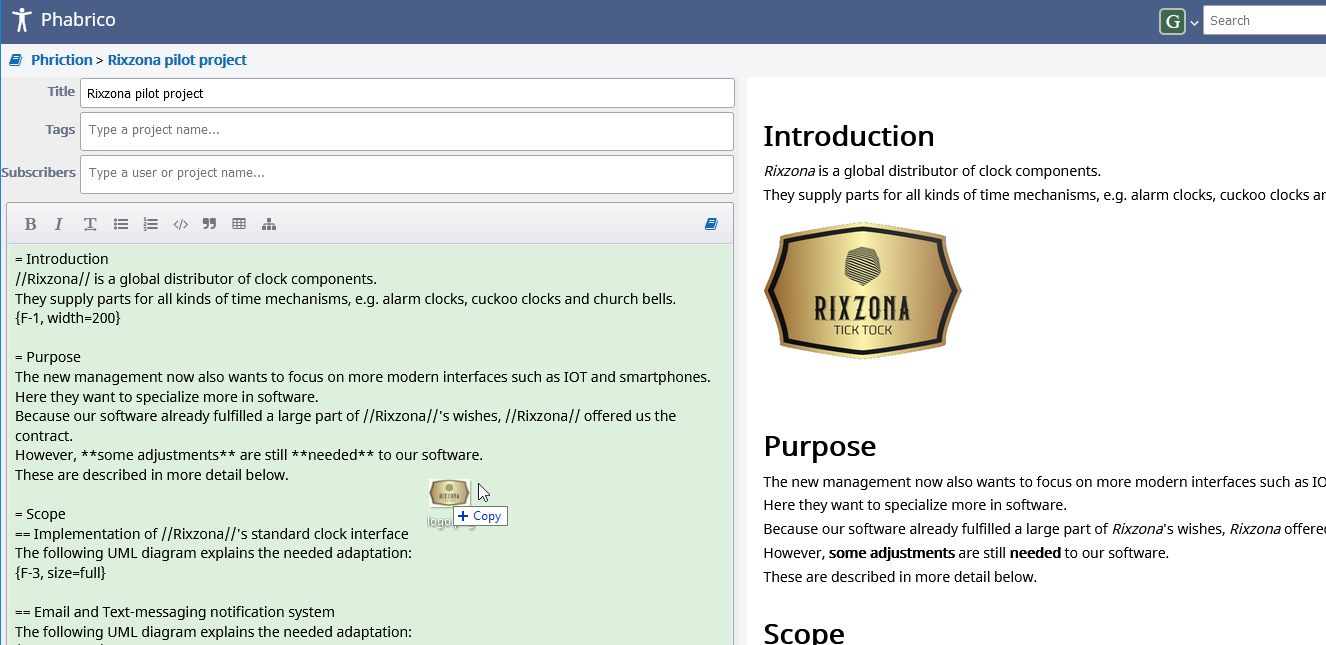 Phabrico
G
Search
Phriction > Rixzona pilot project
Title
Rixzona pilot project
Tags
Type a project name...
Subscribers
Type a user or project name...
B I T
= Introduction
//Rixzona// is a global distributor of clock components.
They supply parts for all kinds of time mechanisms, e.g. alarm clocks, cuckoo clocks and church bells.
{F-1, width=200}
= Purpose
The new management now also wants to focus on more modern interfaces such as IOT and smartphones.
Here they want to specialize more in software.
Because our software already fulfilled a large part of //Rixzona//'s wishes, //Rixzona// offered us the
contract.
However, **some adjustments** are still **needed** to our software.
These are described in more detail below.
RIXZONA
+ Copy
= Scope
== Implementation of //Rixzona//'s standard clock interface
The following UML diagram explains the needed adaptation:
{F-3, size=full}
== Email and Text-messaging notification system
The following UML diagram explains the needed adaptation:
Introduction
Rixzona is a global distributor of clock components.
They supply parts for all kinds of time mechanisms, e.g. alarm clocks, cuckoo clocks
RIXZONA
TICK TOCK
Purpose
The new management now also wants to focus on more modern interfaces such as
Here they want to specialize more in software.
Because our software already fulfilled a large part of Rixzona's wishes, Rixzona
However, some adjustments are still needed to our software.
These are described in more detail below.
Scope